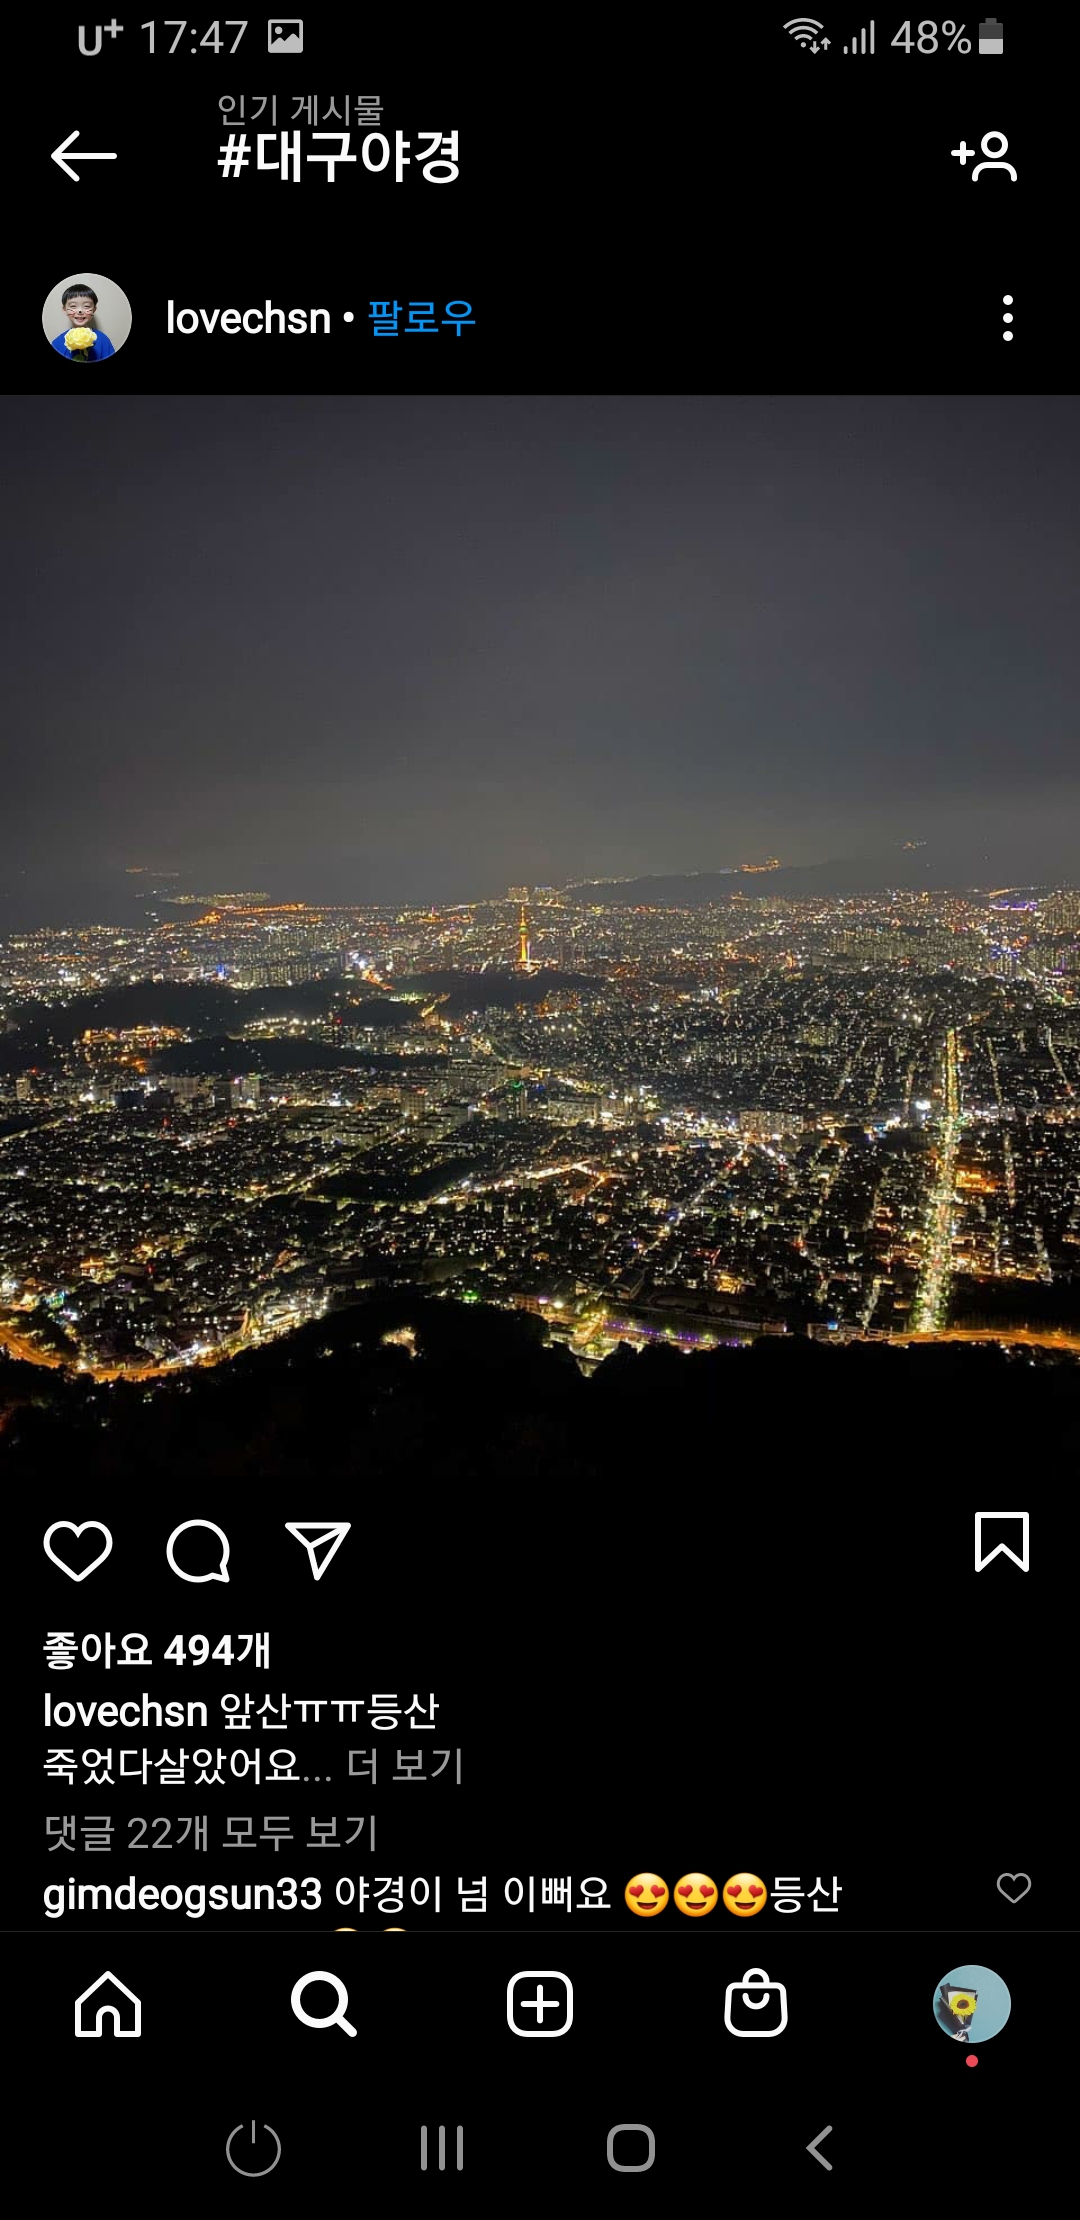 U+ 17:47 48%
인기 게시물
#대구야경
lovechsn • 팔로우
좋아요 494개
lovechsn 앞산ㅠㅠ등산
죽었다살았어요... 더 보기
댓글 22개 모두 보기
gimdeogsun33 야경이 넘 이뻐요 😍😍😍등산